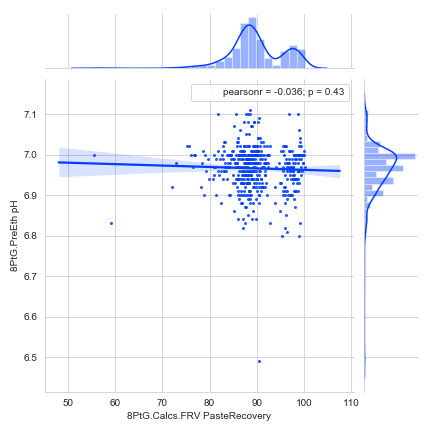 pearsonr = -0.036; p = 0.43
7.1
7.0
6.9
6.8
6.7
6.6
6.5
8PtG.PreEth pH
50 60 70 80 90 100 110
8PtG.Calcs.FRV PasteRecovery